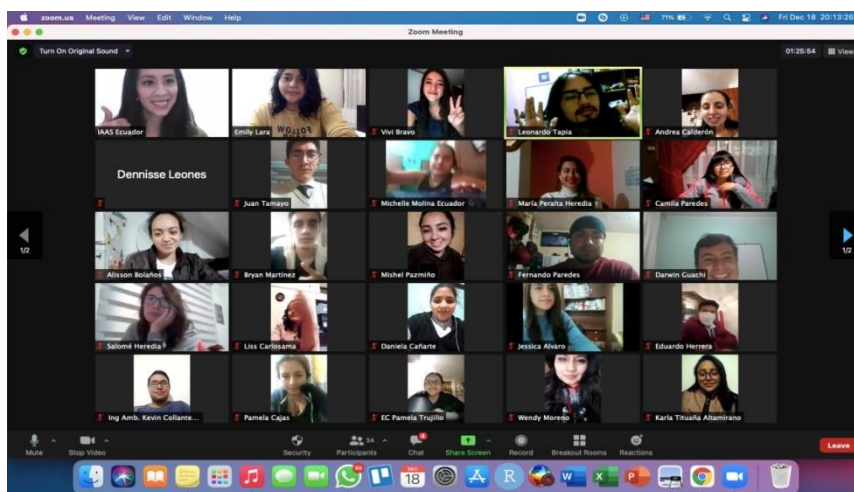 zoom.us Meeting View Edit Window Help
71% Fri Dec 18 20:13:26
Zoom Meeting
Turn On Original Sound
01:25:54 View
IAAS Ecuador
Emily Lara
Vivi Bravo
Leonardo Tapia
Andrea Calderón
Dennisse Leones
Juan Tamayo
Michelle Molina Ecuador
María Peralta Heredia
Camila Paredes
1/2
1/2
Alisson Bolaños
Bryan Martínez
Mishel Pazmiño
Fernando Paredes
Darwin Guachi
Salomé Heredia
Liss Carlosama
Daniela Cañarte
Jessica Alvaro
Eduardo Herrera
Ing Amb. Kevin Collante...
Pamela Cajas
EC Pamela Trujillo
Wendy Moreno
Karla Tituaña Altamirano
Mute
Stop Video
Security
Participants 34
Chat
Share Screen
Record
Breakout Rooms
Reactions
Leave
DEC
18
R
W
X
P